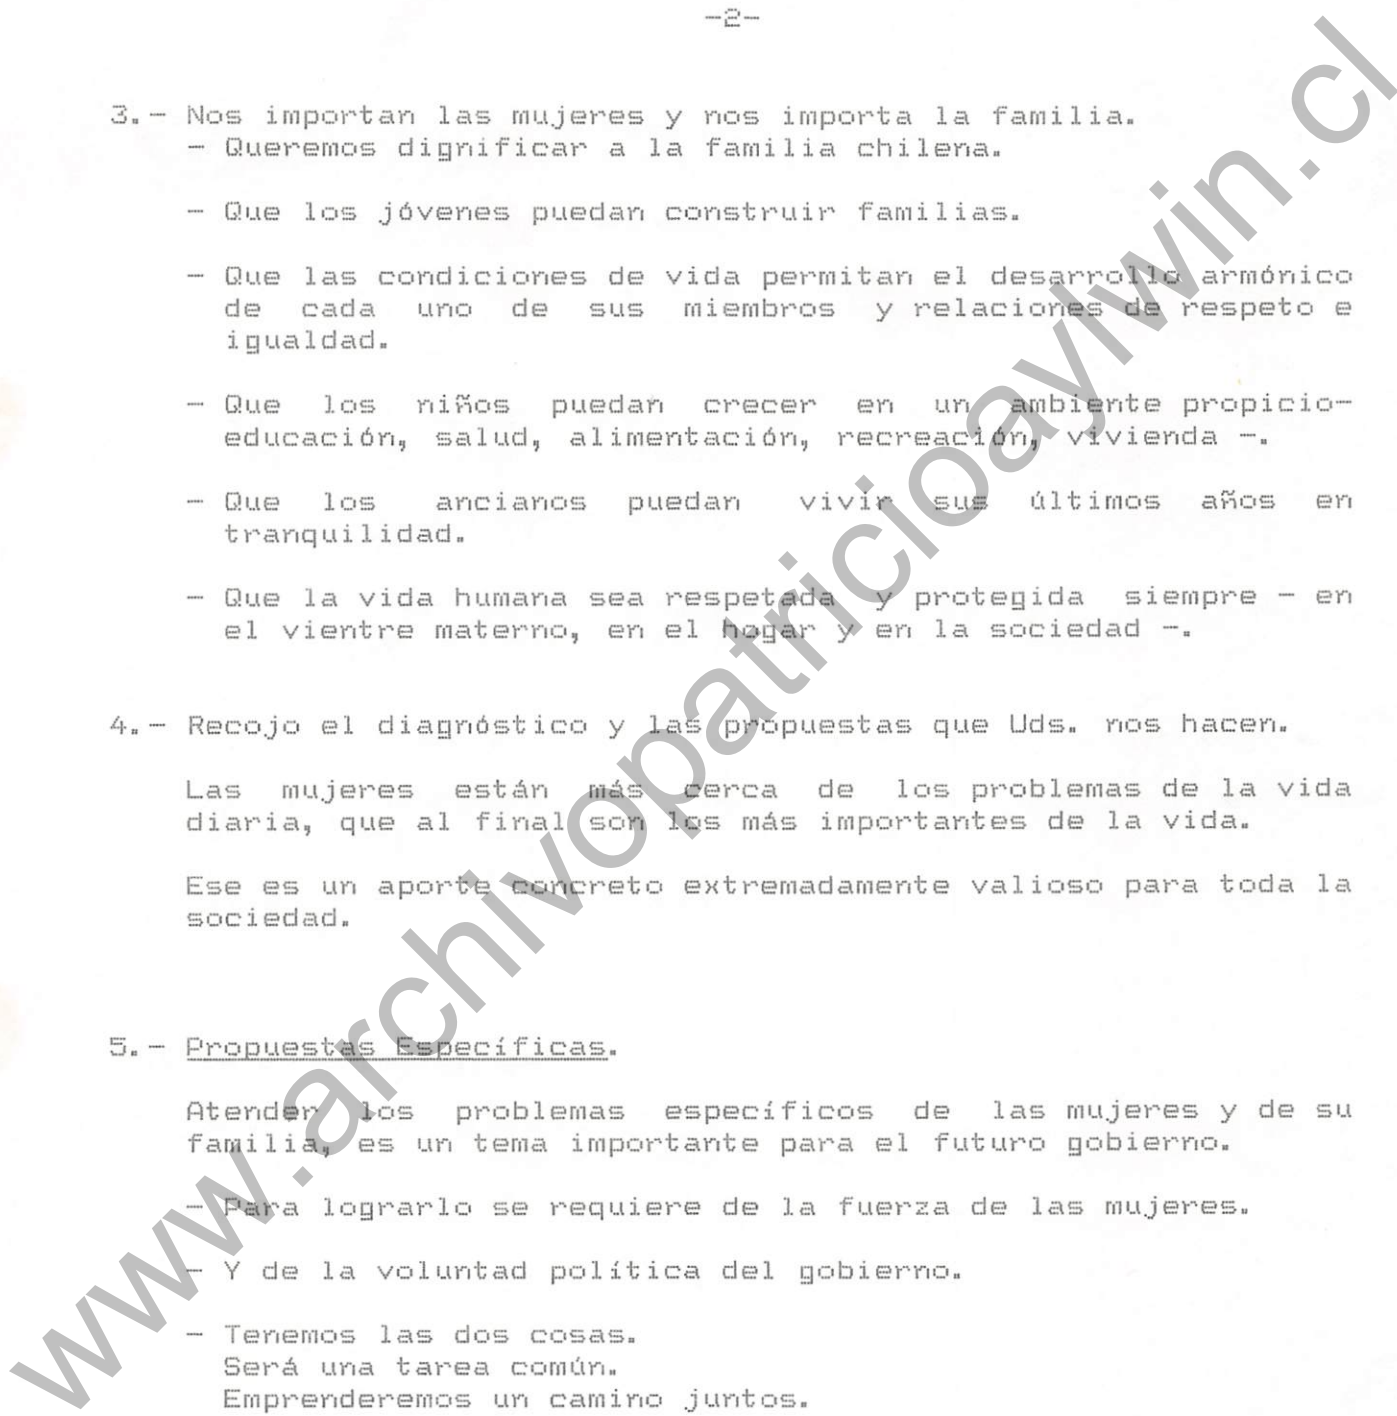 -2-
3.- Nos importan las mujeres y nos importa la familia.
- Queremos dignificar a la familia chilena.
- Que los jóvenes puedan construir familias.
- Que las condiciones de vida permitan el desarrollo armónico
de cada uno de sus miembros y relaciones de respeto e
igualdad.
- Que los niños puedan crecer en un ambiente propicio-
educación, salud, alimentación, recreación, vivienda -.
- Que los ancianos puedan vivir sus últimos años en
tranquilidad.
- Que la vida humana sea respetada y protegida siempre - en
el vientre materno, en el hogar y en la sociedad -.
4.- Recojo el diagnóstico y las propuestas que Uds. nos hacen.
Las mujeres están más cerca de los problemas de la vida
diaria, que al final son los más importantes de la vida.
Ese es un aporte concreto extremadamente valioso para toda la
sociedad.
5.- Propuestas Específicas.
Atender los problemas específicos de las mujeres y de su
familia, es un tema importante para el futuro gobierno.
- Para lograrlo se requiere de la fuerza de las mujeres.
- Y de la voluntad política del gobierno.
- Tenemos las dos cosas.
Será una tarea común.
Emprenderemos un camino juntos.
www.archivopatricioaylwin.cl